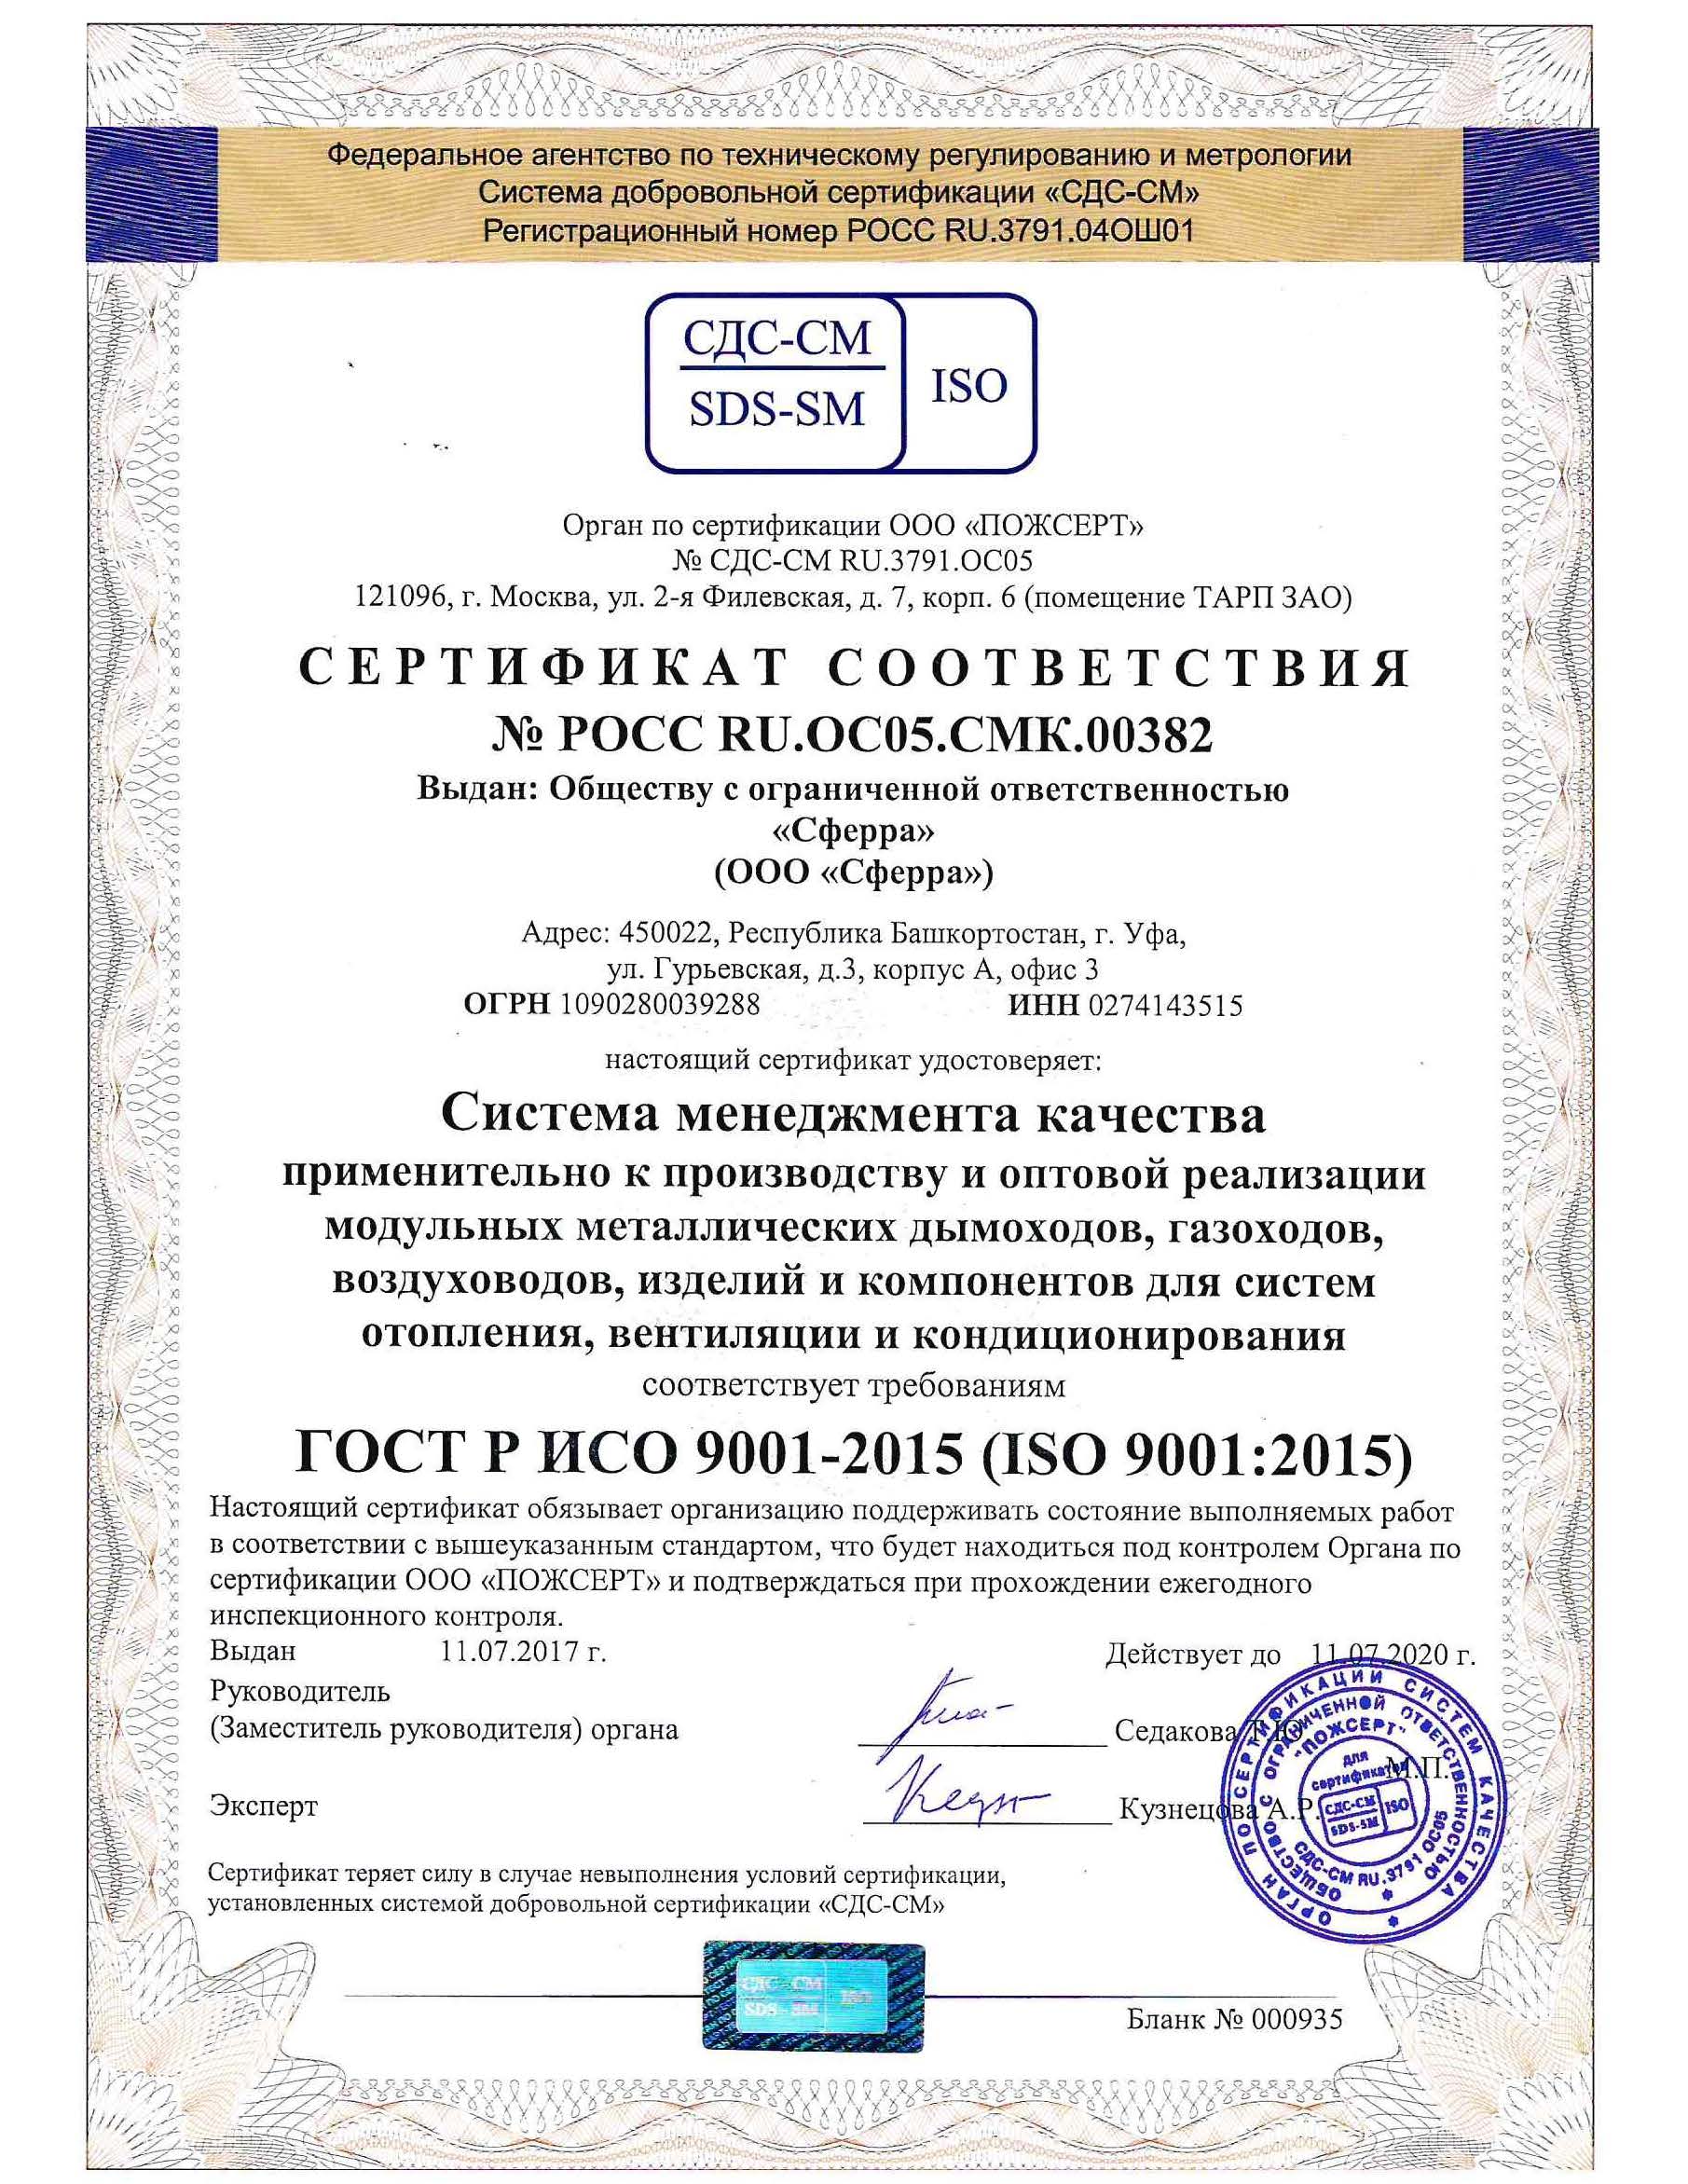 Федеральное агентство по техническому регулированию и метрологии
Система добровольной сертификации «СДС-СМ»
Регистрационный номер РОСС RU.3791.04ОШ01
СДС-СМ
SDS-SM
ISO
Орган по сертификации ООО «ПОЖСЕРТ»
№ СДС-СМ RU.3791.ОС05
121096, г. Москва, ул. 2-я Филевская, д. 7, корп. 6 (помещение ТАРП ЗАО)
СЕРТИФИКАТ СООТВЕТСТВИЯ
№ РОСС RU.ОС05.СМК.00382
Выдан: Обществу с ограниченной ответственностью
«Сферра»
(ООО «Сферра»)
Адрес: 450022, Республика Башкортостан, г. Уфа,
ул. Гурьевская, д.3, корпус А, офис 3
ОГРН 1090280039288 ИНН 0274143515
настоящий сертификат удостоверяет:
Система менеджмента качества
применительно к производству и оптовой реализации
модульных металлических дымоходов, газоходов,
воздуховодов, изделий и компонентов для систем
отопления, вентиляции и кондиционирования
соответствует требованиям
ГОСТ Р ИСО 9001-2015 (ISO 9001:2015)
Настоящий сертификат обязывает организацию поддерживать состояние выполняемых работ
в соответствии с вышеуказанным стандартом, что будет находиться под контролем Органа по
сертификации ООО «ПОЖСЕРТ» и подтверждаться при прохождении ежегодного
инспекционного контроля.
Выдан 11.07.2017 г. Действует до 11.07.2020 г.
Руководитель
(Заместитель руководителя) органа Седакова Т.Ю.
М.П.
Эксперт Кузнецова А.Р.
ОРГАН ПО СЕРТИФИКАЦИИ СИСТЕМ КАЧЕСТВА
ОБЩЕСТВО С ОГРАНИЧЕННОЙ ОТВЕТСТВЕННОСТЬЮ
"ПОЖСЕРТ"
для
сертификатов
СДС-СМ
SDS-SM
ISO
СДС-СМ RU.3791 ОС05
Сертификат теряет силу в случае невыполнения условий сертификации,
установленных системой добровольной сертификации «СДС-СМ»
СДС-СМ
SDS-SM
ISO
Бланк № 000935